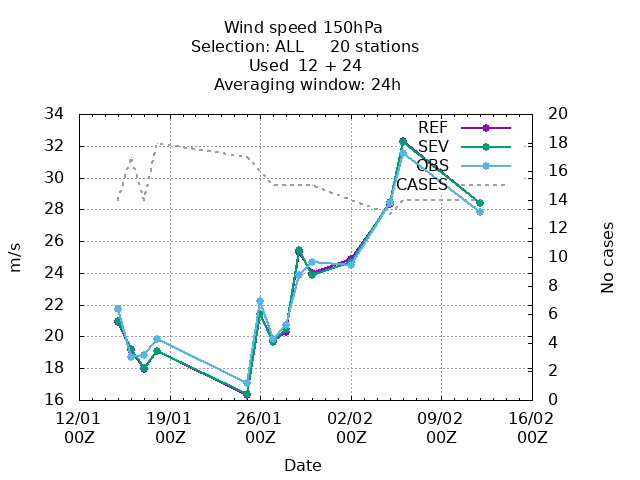 Wind speed 150hPa
Selection: ALL 20 stations
Used 12 + 24
Averaging window: 24h
34
32
30
28
26
24
22
20
18
16
m/s
20
18
16
14
12
10
8
6
4
2
0
No cases
REF
SEV
OBS
CASES
12/01 19/01 26/01 02/02 09/02 16/02
00Z 00Z 00Z 00Z 00Z 00Z
Date